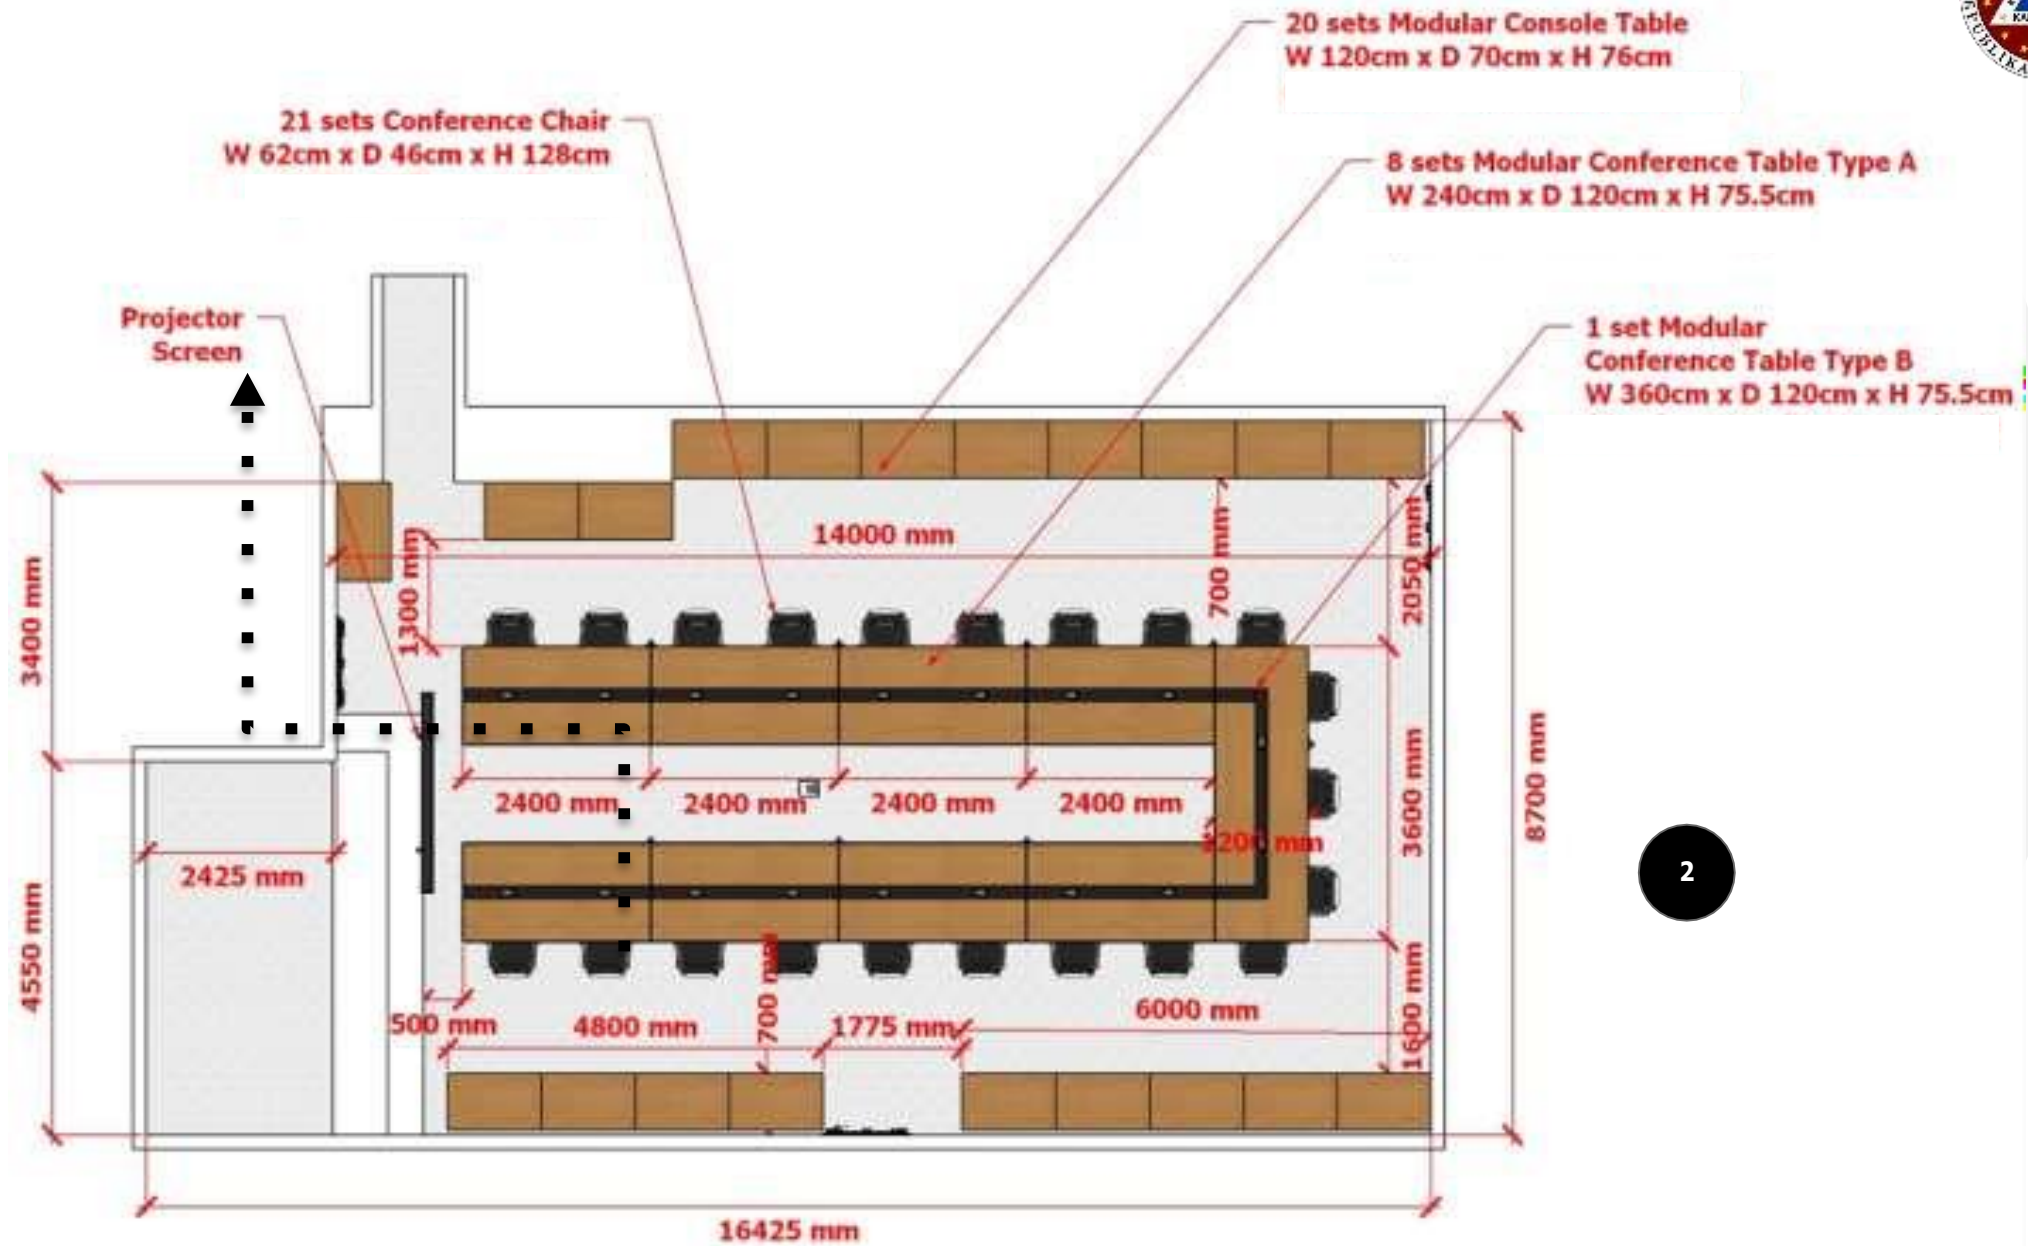 20 sets Modular Console Table
W 120cm x D 70cm x H 76cm
21 sets Conference Chair
W 62cm x D 46cm x H 128cm
8 sets Modular Conference Table Type A
W 240cm x D 120cm x H 75.5cm
Projector
Screen
1 set Modular
Conference Table Type B
W 360cm x D 120cm x H 75.5cm
14000 mm
1300 mm
700 mm
2050 mm
3400 mm
2400 mm
2400 mm
2400 mm
2400 mm
3600 mm
8700 mm
2425 mm
4550 mm
500 mm
4800 mm
700 mm
1775 mm
6000 mm
1600 mm
2
16425 mm